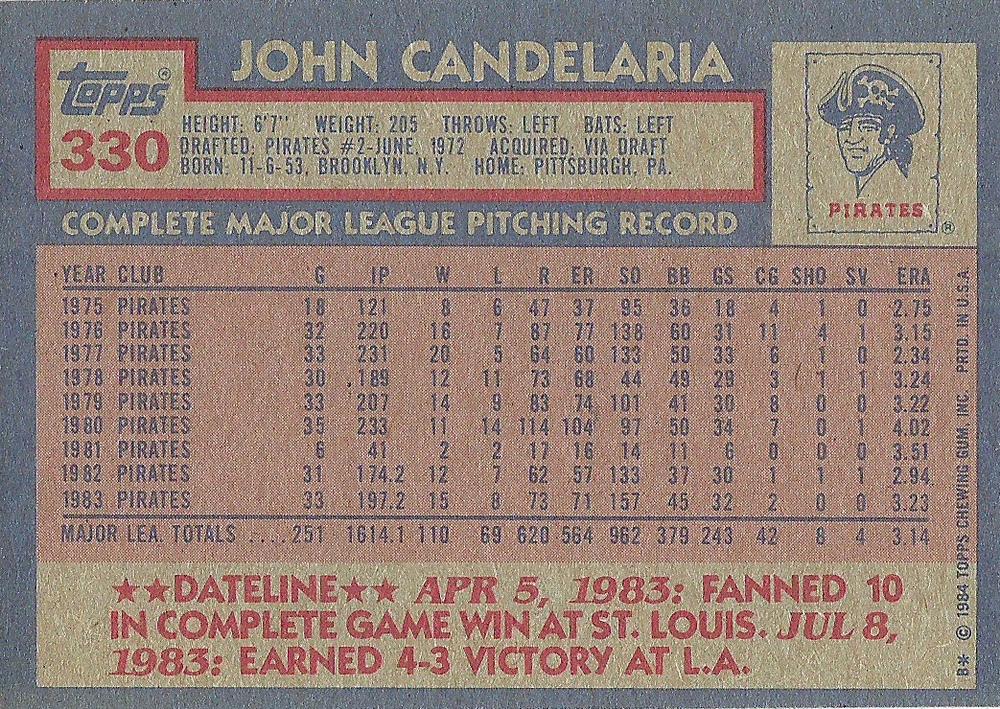 JOHN CANDELARIA
Topps®
330
HEIGHT: 6'7" WEIGHT: 205 THROWS: LEFT BATS: LEFT
DRAFTED: PIRATES #2-JUNE, 1972 ACQUIRED: VIA DRAFT
BORN: 11-6-53, BROOKLYN, N.Y. HOME: PITTSBURGH, PA.
PIRATES ®
COMPLETE MAJOR LEAGUE PITCHING RECORD
YEAR CLUB G IP W L R ER SO BB GS CG SHO SV. ERA
1975 PIRATES 18 121 8 6 47 37 95 36 18 4 1 0 2.75
1976 PIRATES 32 220 16 7 87 77 138 60 31 11 4 1 3.15
1977 PIRATES 33 231 20 5 64 60 133 50 33 6 1 0 2.34
1978 PIRATES 30 189 12 11 73 68 44 49 29 3 1 1 3.24
1979 PIRATES 33 207 14 9 83 74 101 41 30 8 0 0 3.22
1980 PIRATES 35 233 11 14 114 104 97 50 34 7 0 1 4.02
1981 PIRATES 6 41 2 2 17 16 14 11 6 0 0 0 3.51
1982 PIRATES 31 174.2 12 7 62 57 133 37 30 1 1 1 2.94
1983 PIRATES 33 197.2 15 8 73 71 157 45 32 2 0 0 3.23
MAJOR LEA. TOTALS ....251 1614.1 110 69 620 564 962 379 243 42 8 4 3.14
★★DATELINE★★ APR 5, 1983: FANNED 10
IN COMPLETE GAME WIN AT ST. LOUIS. JUL 8,
1983: EARNED 4-3 VICTORY AT L.A.
B* © 1984 TOPPS CHEWING GUM, INC. PRTD. IN U.S.A.